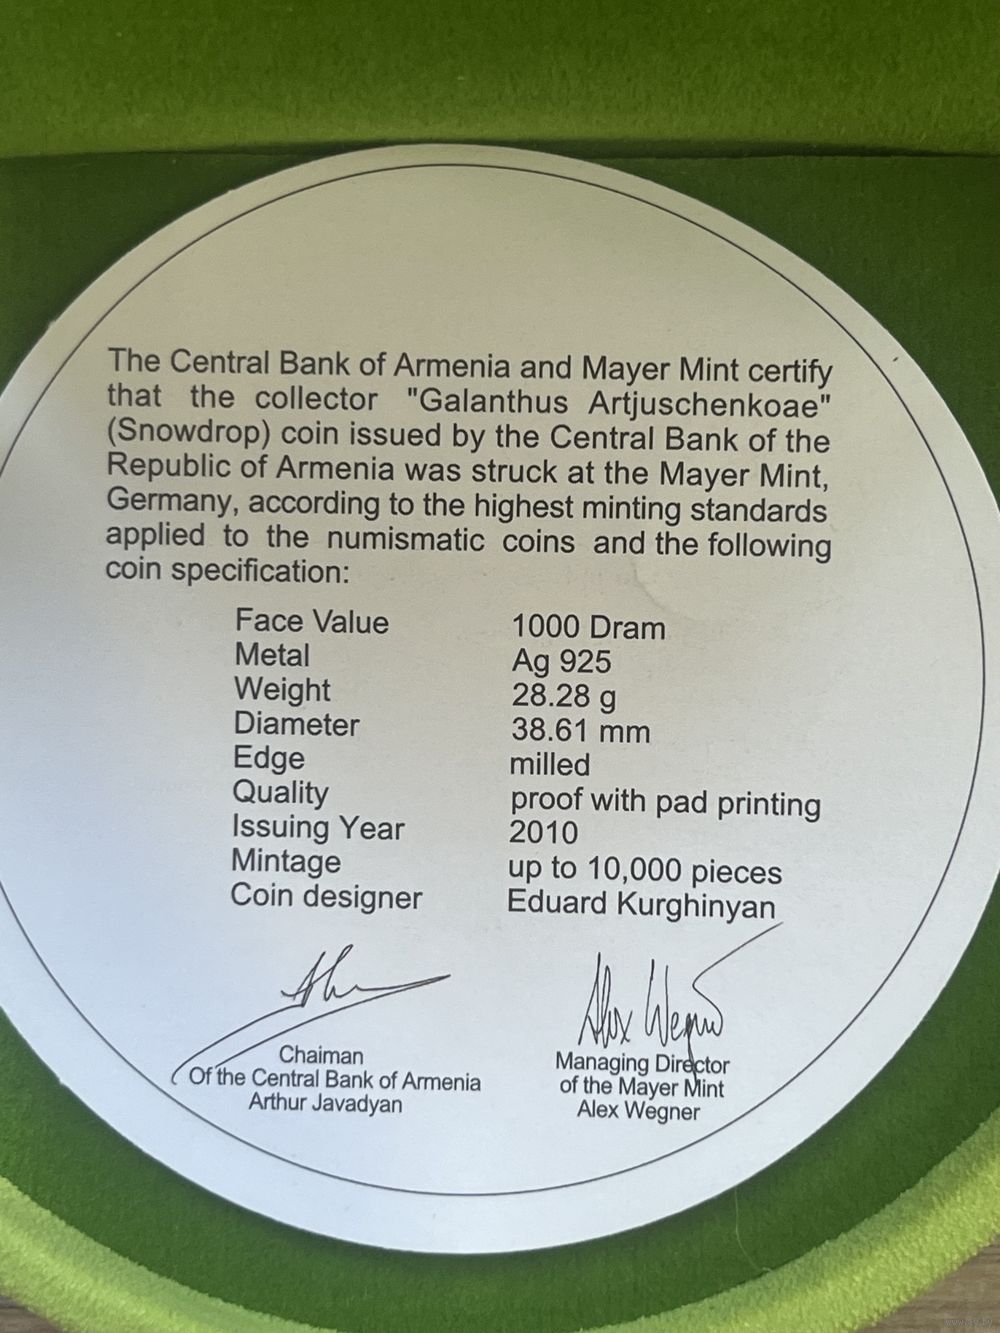 The Central Bank of Armenia and Mayer Mint certify
that the collector "Galanthus Artjuschenkoae"
(Snowdrop) coin issued by the Central Bank of the
Republic of Armenia was struck at the Mayer Mint,
Germany, according to the highest minting standards
applied to the numismatic coins and the following
coin specification:
Face Value 1000 Dram
Metal Ag 925
Weight 28.28 g
Diameter 38.61 mm
Edge milled
Quality proof with pad printing
Issuing Year 2010
Mintage up to 10,000 pieces
Coin designer Eduard Kurghinyan
Alex Wegner
Chaiman
Of the Central Bank of Armenia
Arthur Javadyan
Managing Director
of the Mayer Mint
Alex Wegner